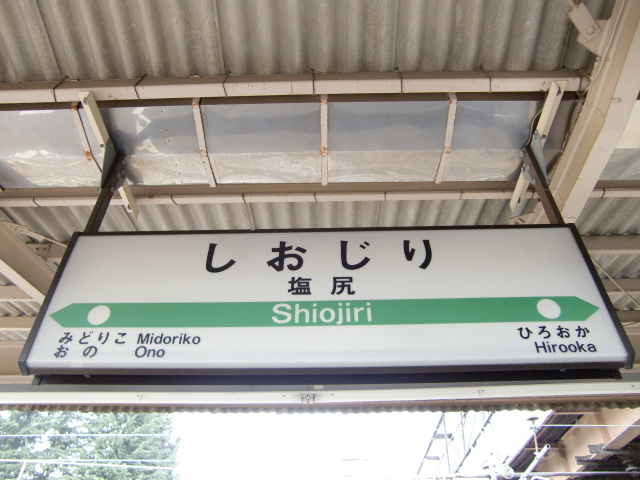 しおじり
塩尻
Shiojiri
みどりこ Midoriko
おの Ono
ひろおか
Hirooka